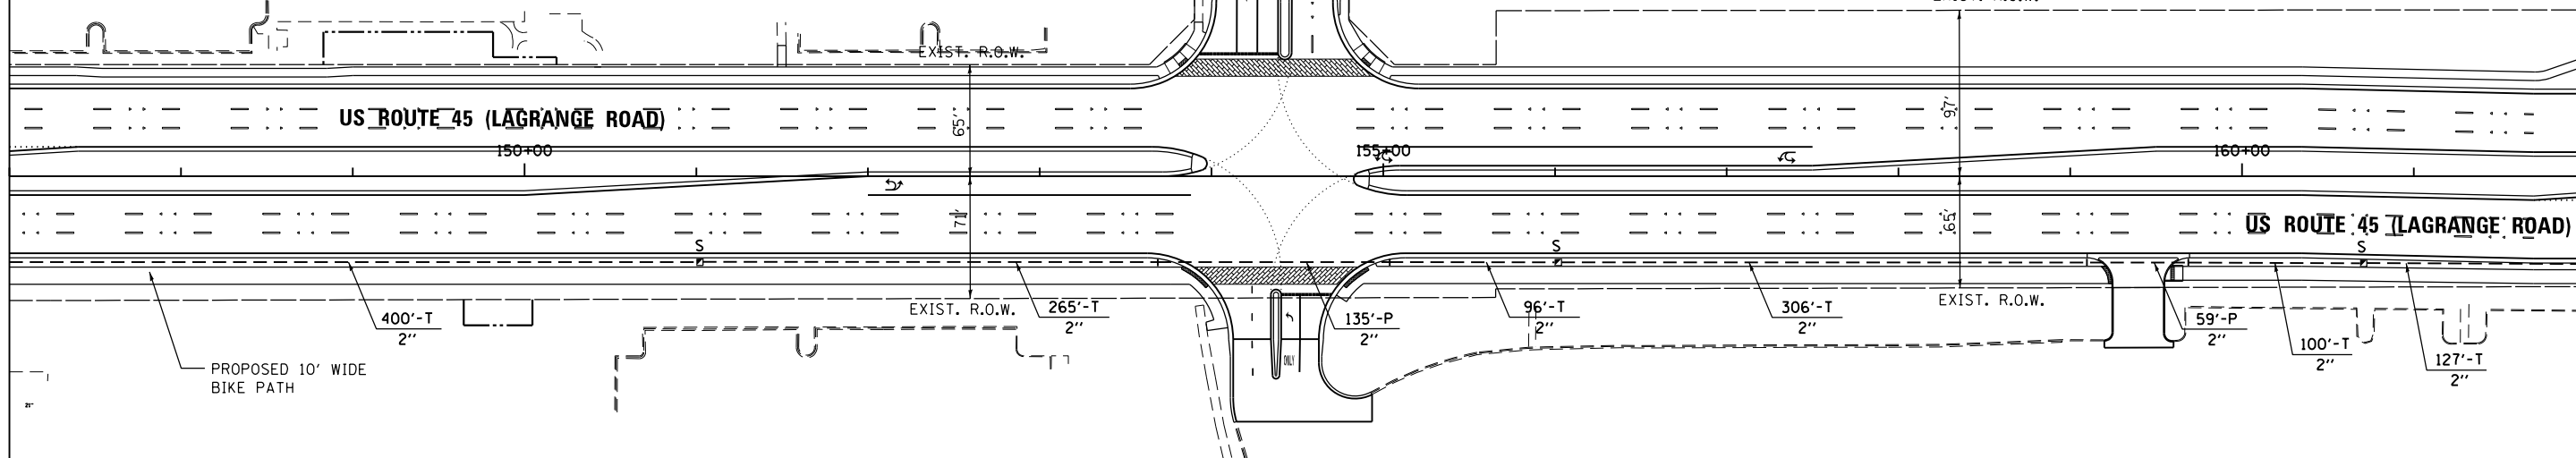 EXIST. R.O.W.
EXIST. R.O.W.
US ROUTE 45 (LAGRANGE ROAD)
65'
97'
150+00
155+00
160+00
71'
65'
US ROUTE 45 (LAGRANGE ROAD)
S
S
S
EXIST. R.O.W.
EXIST. R.O.W.
400'-T
2''
265'-T
2''
135'-P
2''
96'-T
2''
306'-T
2''
59'-P
2''
100'-T
2''
127'-T
2''
ONLY
PROPOSED 10' WIDE
BIKE PATH
21"